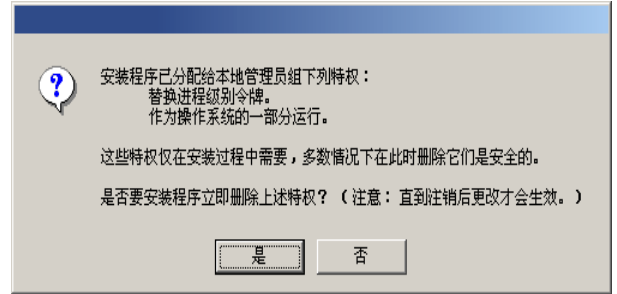 安装程序已分配给本地管理员组下列特权：
替换进程级别令牌。
作为操作系统的一部分运行。
这些特权仅在安装过程中需要，多数情况下在此时删除它们是安全的。
是否要安装程序立即删除上述特权？（注意：直到注销后更改才会生效。）
是
否